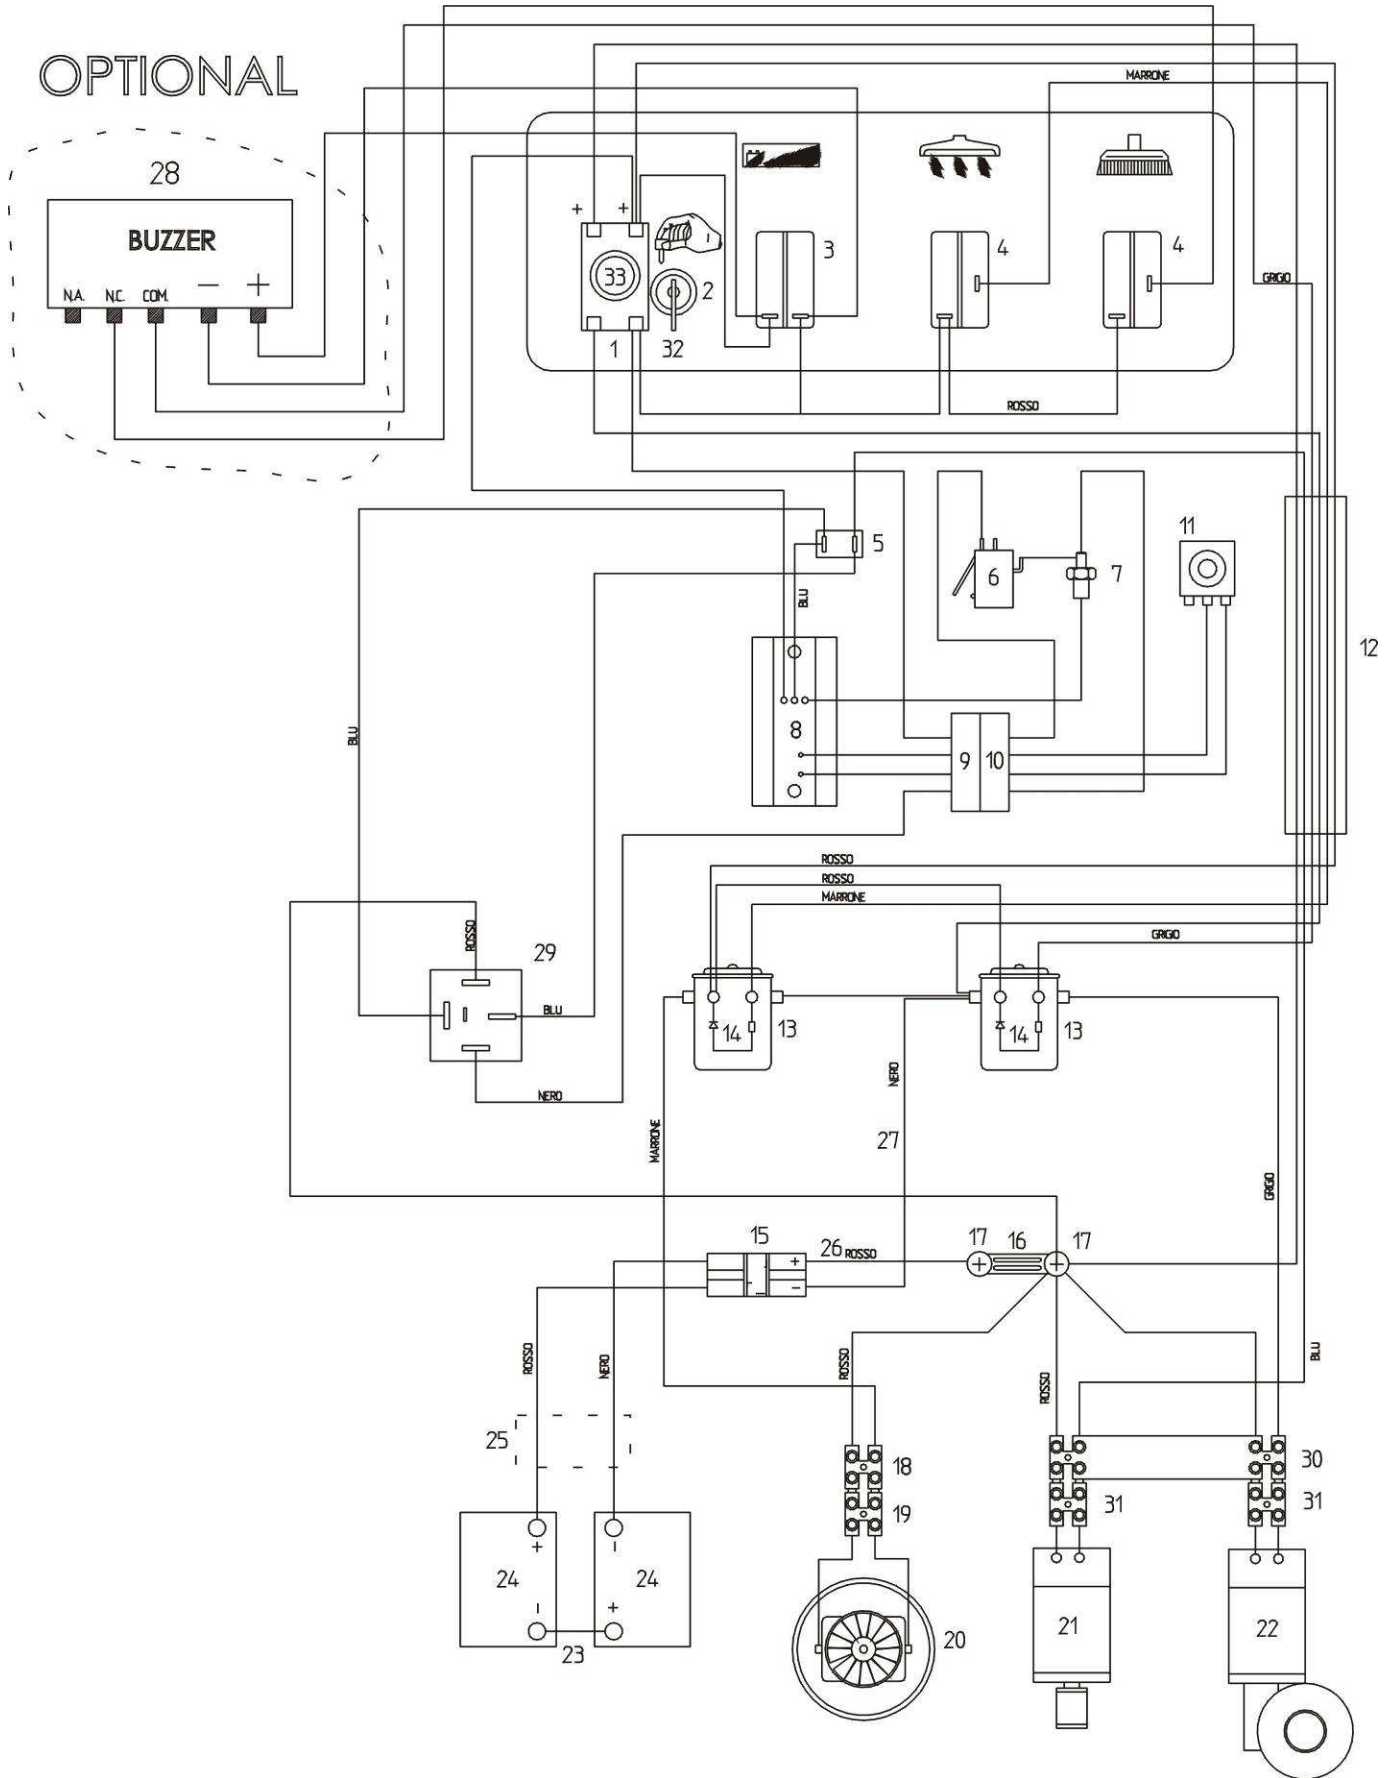 OPTIONAL
MARRONE
28
BUZZER
N.A. N.C. COM. — +
+ +
33
2
3
4
4
GRIGIO
1
32
ROSSO
5
6
7
11
BLU
12
8
9 10
BLU
ROSSO
ROSSO
MARRONE
ROSSO
29
GRIGIO
BLU
14 13
14 13
NERO
NERO
27
MARRONE
GRIGIO
15
+
−
26 ROSSO
17 16 17
ROSSO
NERO
ROSSO
ROSSO
BLU
25
18
30
19
31
31
+
−
24
24
−
+
23
20
21
22